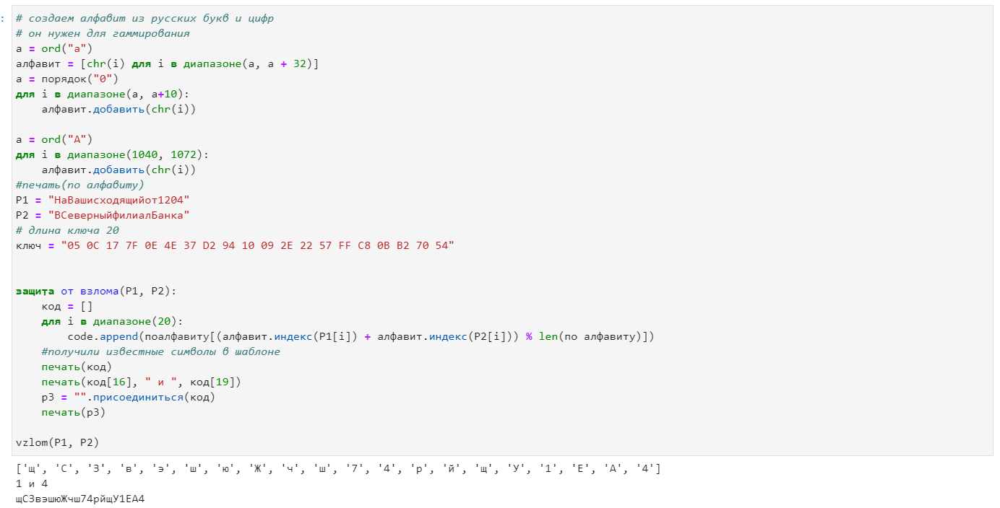 :
# создаем алфавит из русских букв и цифр
# он нужен для гаммирования
a = ord("а")
алфавит = [chr(i) для i в диапазоне(a, a + 32)]
a = порядок("0")
для i в диапазоне(a, a+10):
    алфавит.добавить(chr(i))

a = ord("А")
для i в диапазоне(1040, 1072):
    алфавит.добавить(chr(i))
#печать(по алфавиту)
P1 = "НаВашисходящийот1204"
P2 = "ВСеверныйфилиалБанка"
# длина ключа 20
ключ = "05 0C 17 7F 0E 4E 37 D2 94 10 09 2E 22 57 FF C8 0B B2 70 54"

защита от взлома(P1, P2):
    код = []
    для i в диапазоне(20):
        code.append(поалфавиту[(алфавит.индекс(P1[i]) + алфавит.индекс(P2[i])) % len(по алфавиту)])
    #получили известные символы в шаблоне
    печать(код)
    печать(код[16], " и ", код[19])
    p3 = "".присоединиться(код)
    печать(p3)

vzlom(P1, P2)
['щ', 'С', 'З', 'в', 'э', 'ш', 'ю', 'Ж', 'ч', 'ш', '7', '4', 'р', 'й', 'щ', 'У', '1', 'Е', 'А', '4']
1 и 4
щСЗвэшюЖчш74рйщУ1ЕА4